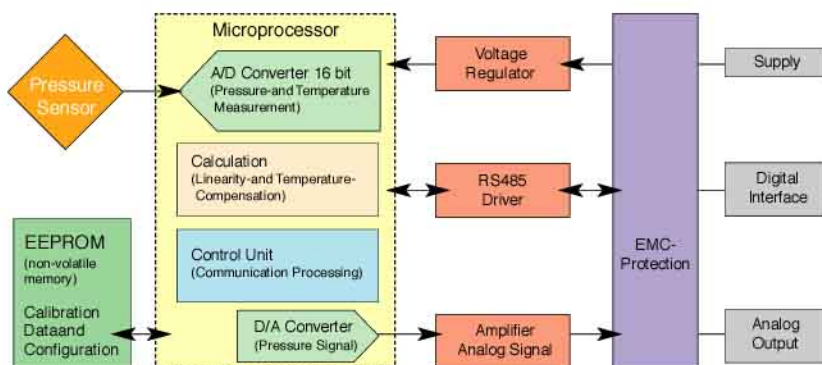 Microprocessor
Pressure
Sensor
A/D Converter 16 bit
(Pressure-and Temperature
Measurement)
Voltage
Regulator
Supply
Calculation
(Linearity-and Temperature-
Compensation)
RS485
Driver
Digital
Interface
EEPROM
(non-volatile
memory)
Calibration
Dataand
Configuration
Control Unit
(Communication Processing)
EMC-
Protection
D/A Converter
(Pressure Signal)
Amplifier
Analog Signal
Analog
Output